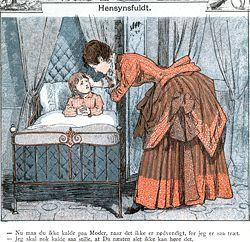 Hensynsfuldt.
— Nu maa du ikke kalde paa Moder, naar det ikke er nødvendigt, for jeg er saa træt.
— Jeg skal nok kalde saa stille, at Du næsten slet ikke kan høre det.